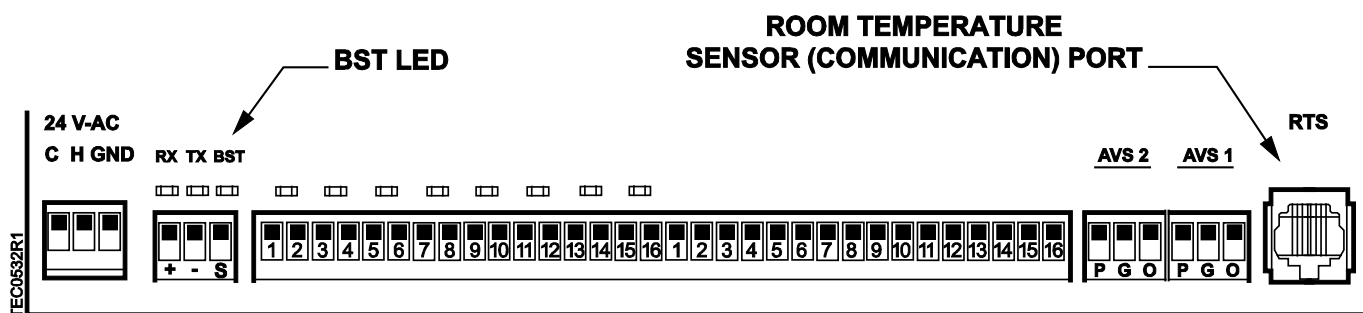 ROOM TEMPERATURE
BST LED
SENSOR (COMMUNICATION) PORT
24 V-AC
RTS
C H GND
RX TX BST
AVS 2
AVS 1
1 2 3 4 5 6 7 8 9 10 11 12 13 14 15 16 1 2 3 4 5 6 7 8 9 10 11 12 13 14 15 16
+ - S
P G O
P G O
TEC0532R1